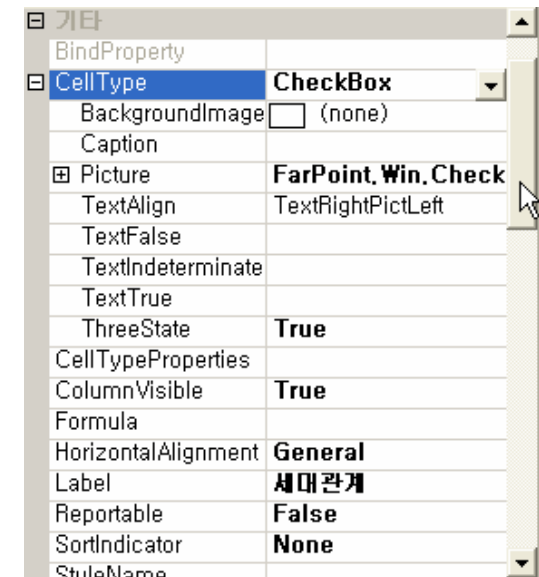 기타
BindProperty
CellType CheckBox
BackgroundImage (none)
Caption
Picture FarPoint.Win.Check
TextAlign TextRightPictLeft
TextFalse
TextIndeterminate
TextTrue
ThreeState True
CellTypeProperties
ColumnVisible True
Formula
HorizontalAlignment General
Label 세대관계
Reportable False
SortIndicator None
StyleName